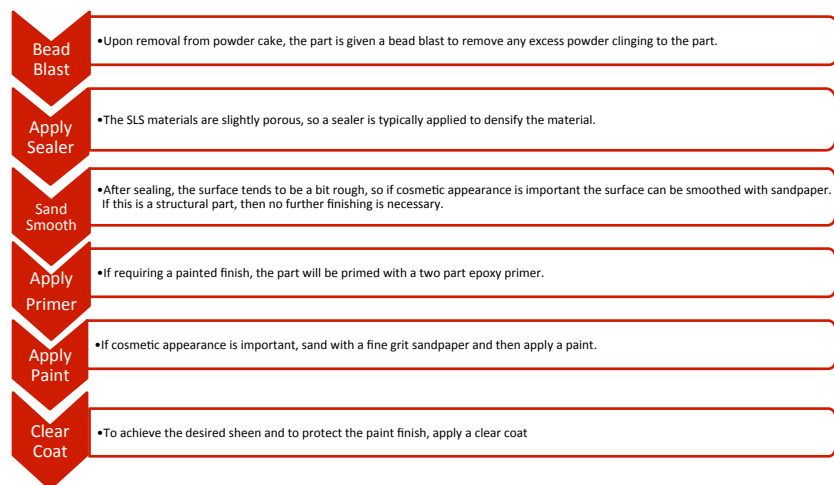 Bead
Blast
•Upon removal from powder cake, the part is given a bead blast to remove any excess powder clinging to the part.
Apply
Sealer
•The SLS materials are slightly porous, so a sealer is typically applied to densify the material.
Sand
Smooth
•After sealing, the surface tends to be a bit rough, so if cosmetic appearance is important the surface can be smoothed with sandpaper.
If this is a structural part, then no further finishing is necessary.
Apply
Primer
•If requiring a painted finish, the part will be primed with a two part epoxy primer.
Apply
Paint
•If cosmetic appearance is important, sand with a fine grit sandpaper and then apply a paint.
Clear
Coat
•To achieve the desired sheen and to protect the paint finish, apply a clear coat